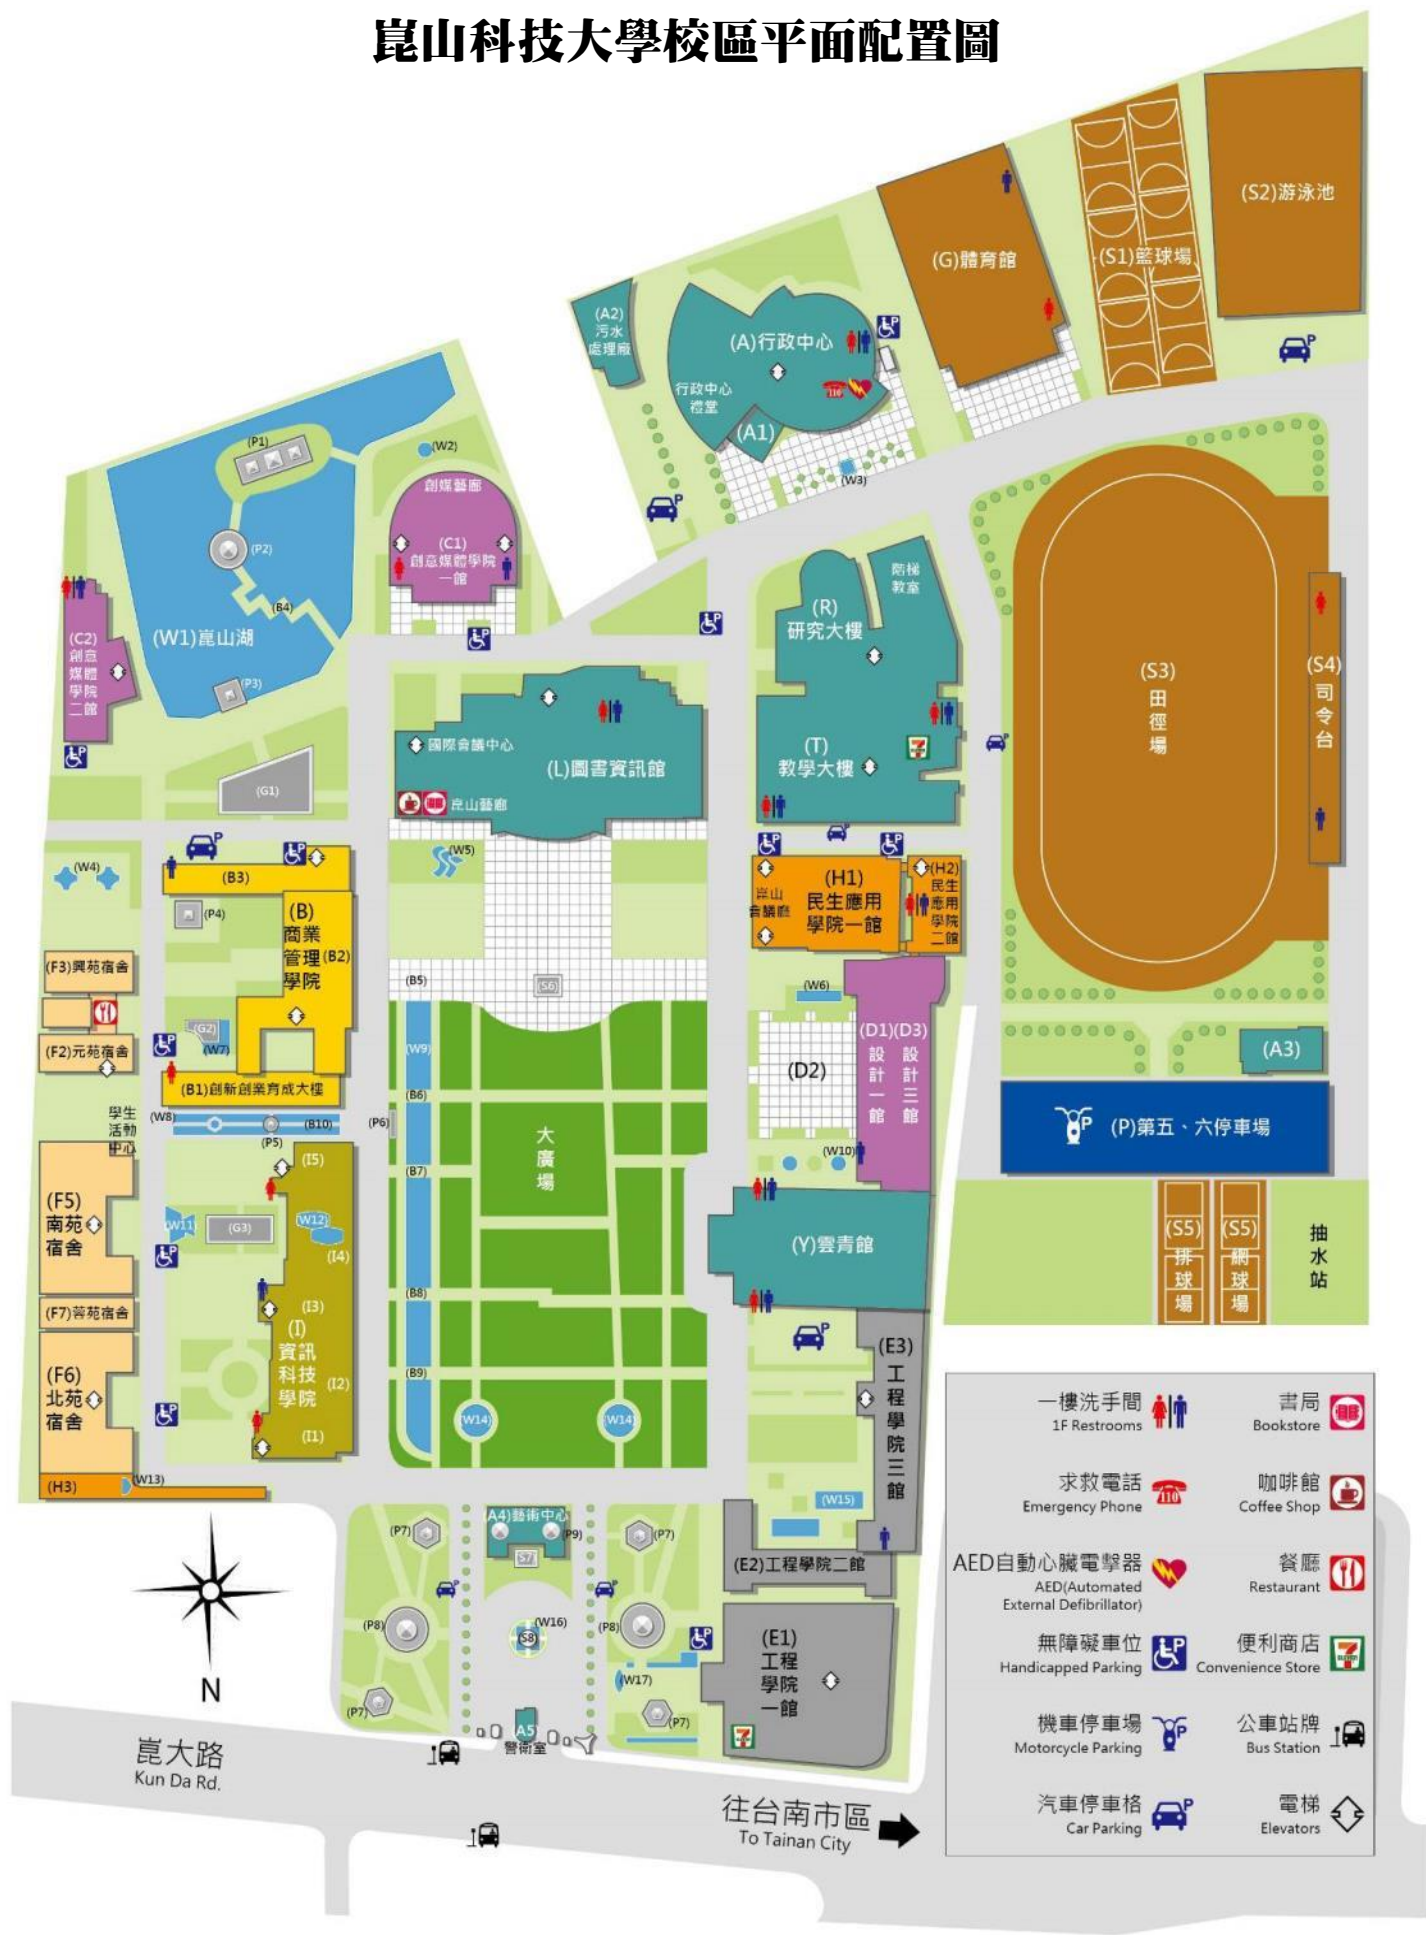 崑山科技大學校區平面配置圖
(S2)游泳池
(S1)籃球場
(G)體育館
(A2)
污水
處理廠
(A)行政中心
行政中心
禮堂
(A1)
110
(W3)
(P1)
(W2)
創媒藝廊
(C1)
創意媒體學院
一館
(P2)
(B4)
(W1)崑山湖
(P3)
(C2)
創意
媒體
學院
二館
階梯
教室
(R)
研究大樓
(S3)
田
徑
場
(S4)
司
令
台
國際會議中心
(L)圖書資訊館
崑山藝廊
(T)
教學大樓
(G1)
(W5)
(W4)
(B3)
(P4)
(B)
商業
管理
學院
(B2)
崑山
會議廳
(H1)
民生應用
學院一館
(H2)
民生
應用
學院
二館
(F3)興苑宿舍
(F2)元苑宿舍
(G2)
(W7)
(B1)創新創業育成大樓
(B5)
(S6)
(W6)
(W9)
(D2)
(D1)
設
計
一
館
(D3)
設
計
三
館
(A3)
(P)第五、六停車場
(B6)
學生
活動
中心
(W8)
(P5)
(B10)
(P6)
大
廣
場
(B7)
(W10)
(I5)
(F5)
南苑
宿舍
(W11)
(G3)
(W12)
(I4)
(Y)雲青館
(S5)
排
球
場
(S5)
網
球
場
抽
水
站
(F7)蓉苑宿舍
(I3)
(B8)
(I)
資訊
科技
學院
(I2)
(I1)
(F6)
北苑
宿舍
(B9)
(W14)
(W14)
(E3)
工
程
學
院
三
館
(H3)
(W13)
(W15)
(A4)藝術中心
(P7)
(P9)
(P7)
(S7)
(E2)工程學院二館
(P8)
(W16)
(S8)
(P8)
(E1)
工程
學院
一館
(W17)
(P7)
(P7)
(A5)
警衛室
N
崑大路
Kun Da Rd.
往台南市區
To Tainan City
一樓洗手間
1F Restrooms
書局
Bookstore
求救電話
Emergency Phone
110
咖啡館
Coffee Shop
AED自動心臟電擊器
AED(Automated
External Defibrillator)
餐廳
Restaurant
無障礙車位
Handicapped Parking
P
便利商店
Convenience Store
機車停車場
Motorcycle Parking
P
公車站牌
Bus Station
汽車停車格
Car Parking
P
電梯
Elevators